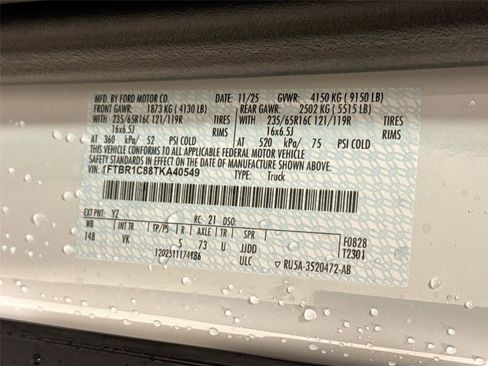 MFD. BY FORD MOTOR CO. DATE: 11/25 GVWR: 4150 KG ( 9150 LB)
FRONT GAWR: 1873 KG ( 4130 LB) REAR GAWR: 2502 KG ( 5515 LB)
WITH 235/65R16C 121/119R TIRES WITH 235/65R16C 121/119R TIRES
16x6.5J RIMS 16x6.5J RIMS
AT 360 kPa/ 52 PSI COLD AT 520 kPa/ 75 PSI COLD
THIS VEHICLE CONFORMS TO ALL APPLICABLE FEDERAL MOTOR VEHICLE
SAFETY STANDARDS IN EFFECT ON THE DATE OF MANUFACTURE SHOWN ABOVE.
VIN: 1FTBR1C88TKA40549 TYPE: Truck
EXT PNT: YZ RC: 21 DSO: F0828
WB INT TR TP/PS R AXLE TR SPR T2301
148 VK S 73 U JJDD
ULC ▽ RU5A-3520472-AB